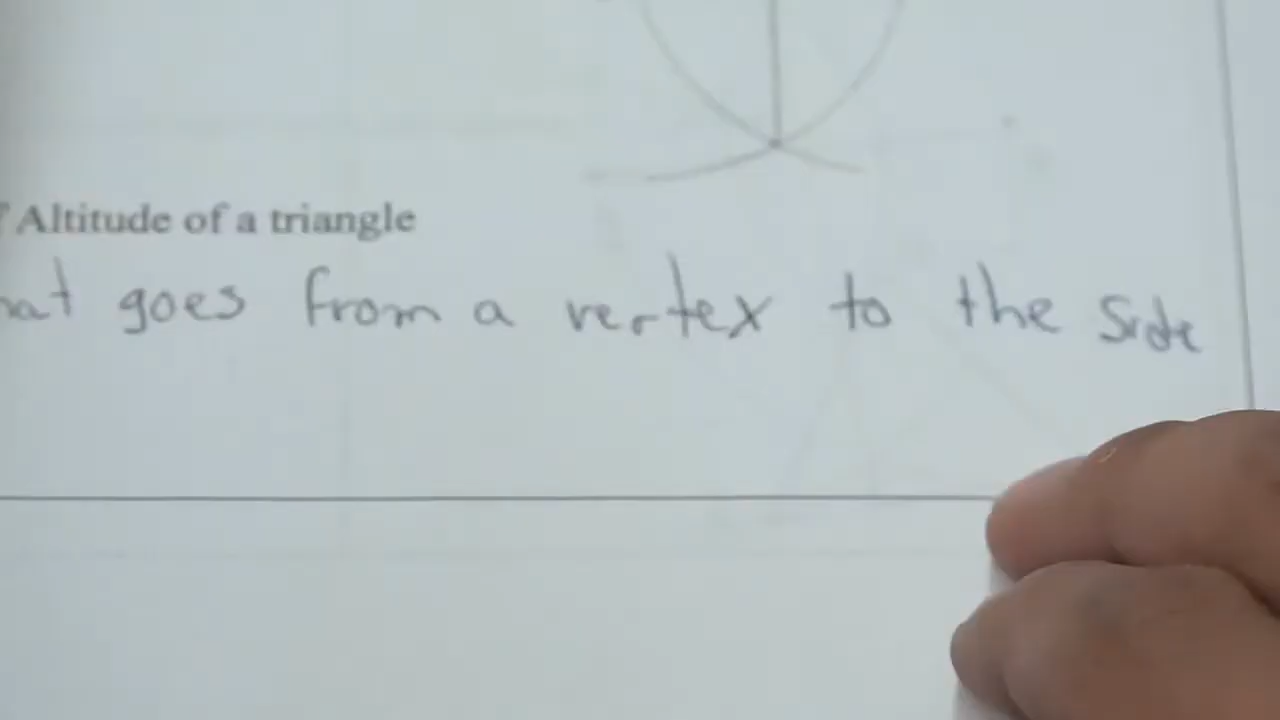 Altitude of a triangle
goes from a vertex to the side